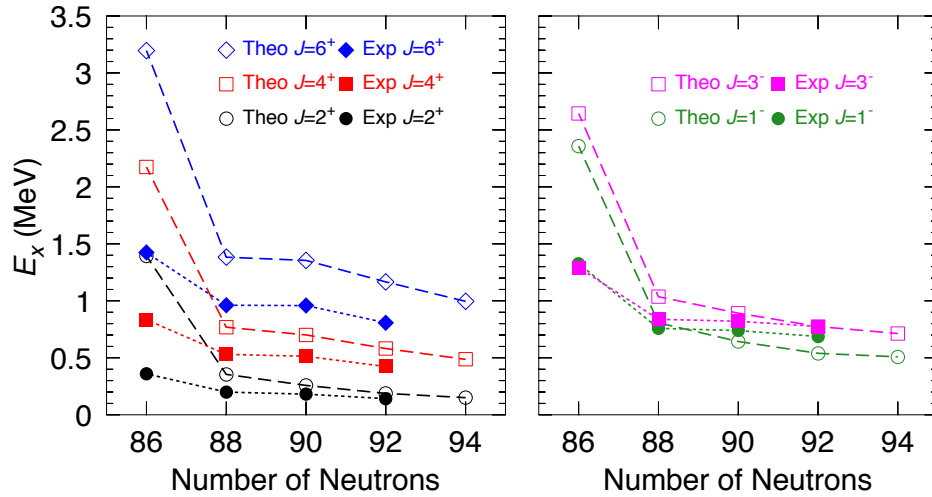 3.5
3
2.5
2
1.5
1
0.5
0
E_x (MeV)
Theo J=6⁺ Exp J=6⁺
Theo J=4⁺ Exp J=4⁺
Theo J=2⁺ Exp J=2⁺
86 88 90 92 94
Number of Neutrons
Theo J=3⁻ Exp J=3⁻
Theo J=1⁻ Exp J=1⁻
86 88 90 92 94
Number of Neutrons